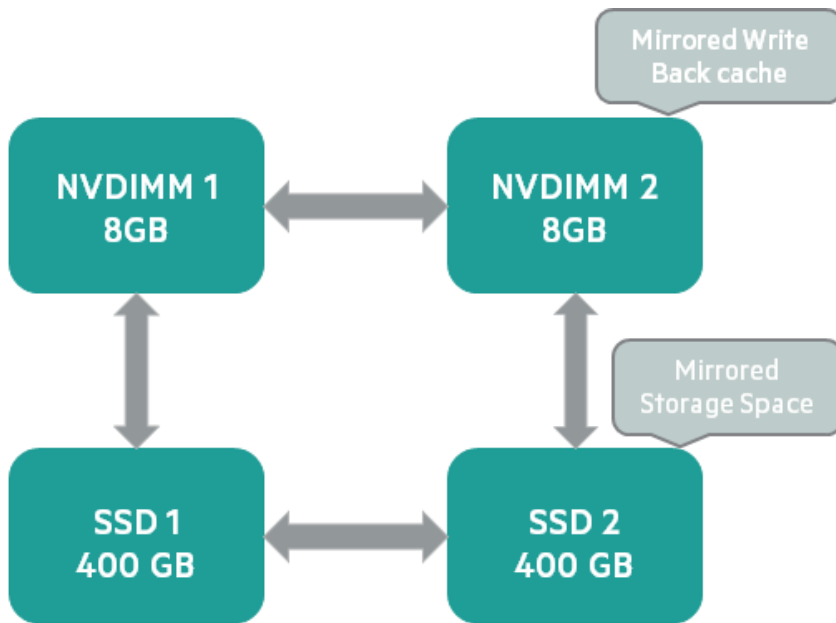 Mirrored Write
Back cache
NVDIMM 1
8GB
NVDIMM 2
8GB
Mirrored
Storage Space
SSD 1
400 GB
SSD 2
400 GB